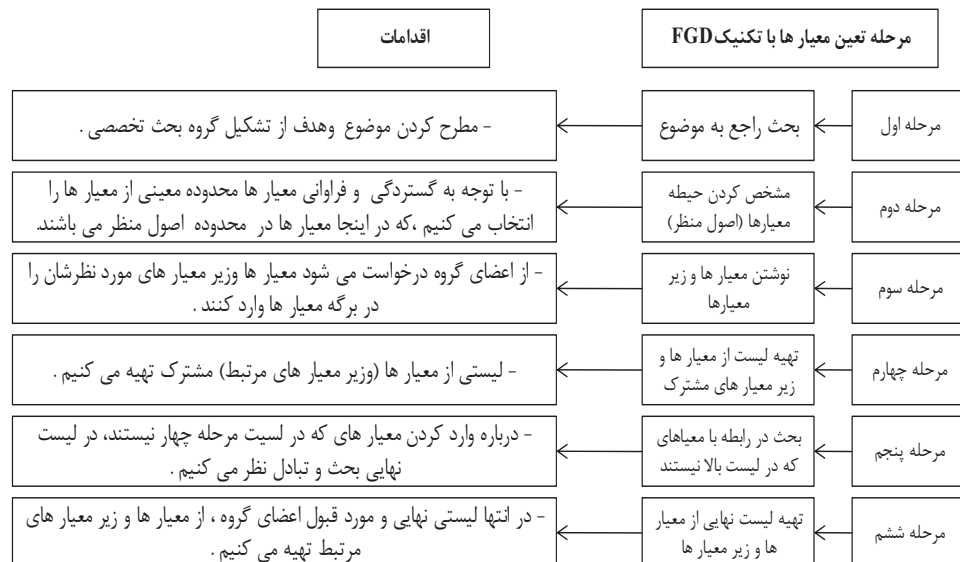 مرحله تعین معیار ها با تکنیک FGD
اقدامات
مرحله اول
بحث راجع به موضوع
- مطرح کردن موضوع وهدف از تشکیل گروه بحث تخصصی .
مرحله دوم
مشخص کردن حیطه
معیارها (اصول منظر)
- با توجه به گستردگی و فراوانی معیار ها محدوده معینی از معیار ها را
انتخاب می کنیم ،که در اینجا معیار ها در محدوده اصول منظر می باشند.
مرحله سوم
نوشتن معیار ها و زیر
معیارها
- از اعضای گروه درخواست می شود معیار ها وزیر معیار های مورد نظرشان را
در برگه معیار ها وارد کنند .
مرحله چهارم
تهیه لیست از معیار ها و
زیر معیار های مشترک
- لیستی از معیار ها (وزیر معیار های مرتبط) مشترک تهیه می کنیم .
مرحله پنجم
بحث در رابطه با معیاهای
که در لیست بالا نیستند
- درباره وارد کردن معیار های که در لسیت مرحله چهار نیستند، در لیست
نهایی بحث و تبادل نظر می کنیم .
مرحله ششم
تهیه لیست نهایی از معیار
ها و زیر معیار ها
- در انتها لیستی نهایی و مورد قبول اعضای گروه ، از معیار ها و زیر معیار های
مرتبط تهیه می کنیم .